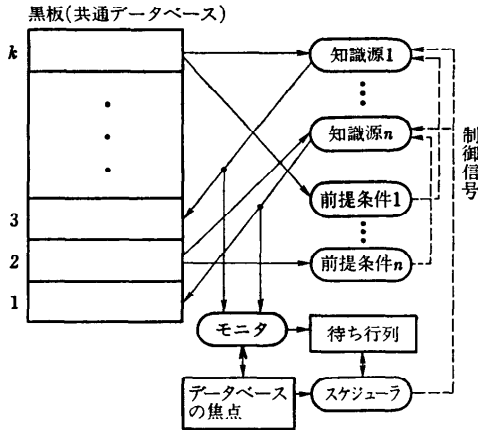 黒板(共通データベース)
k
3
2
1
知識源1
知識源n
前提条件1
前提条件n
制御信号
モニタ
待ち行列
データベース
の焦点
スケジューラ